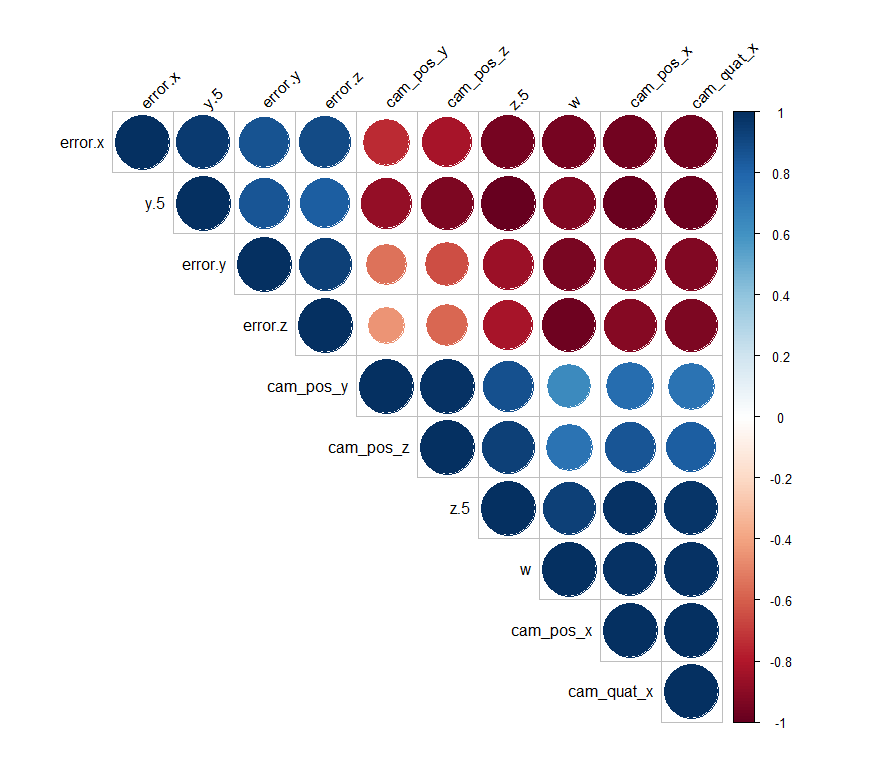 error.x
y.5
error.y
error.z
cam_pos_y
cam_pos_z
z.5
w
cam_pos_x
cam_quat_x
error.x
y.5
error.y
error.z
cam_pos_y
cam_pos_z
z.5
w
cam_pos_x
cam_quat_x
1
0.8
0.6
0.4
0.2
0
-0.2
-0.4
-0.6
-0.8
-1